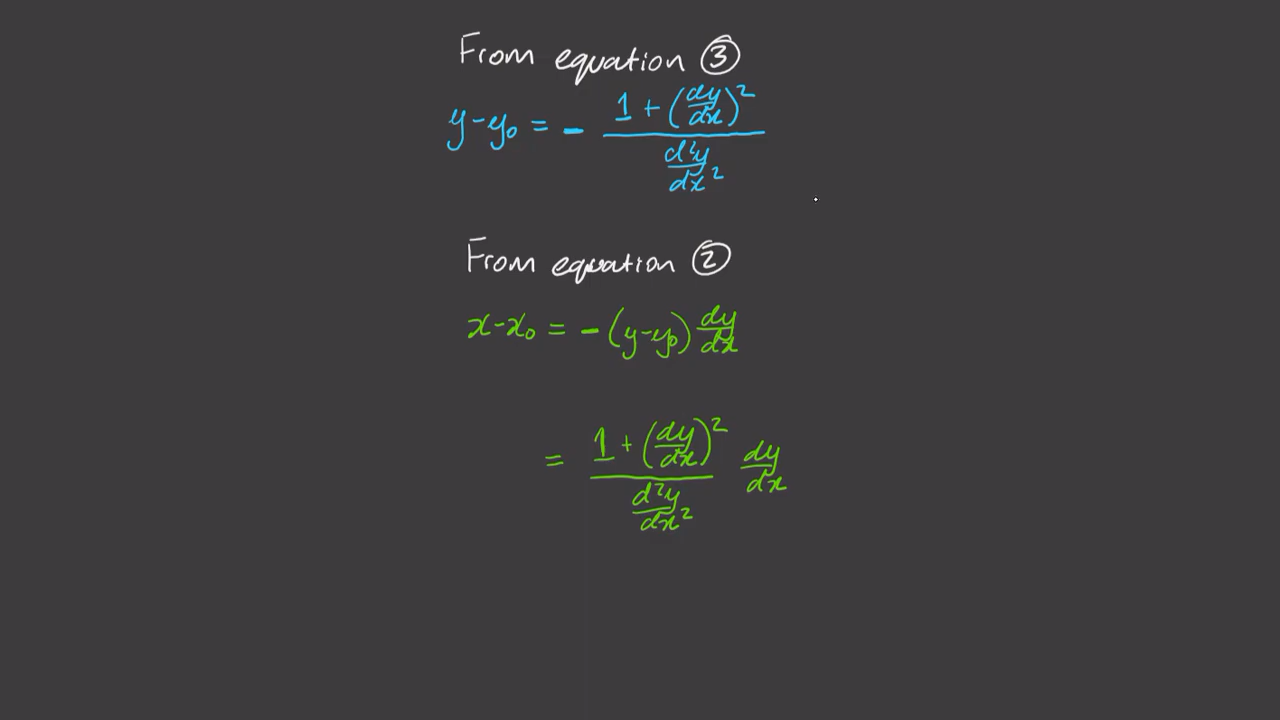 From equation ③
y-y₀ = - (1 + (dy/dx)²) / (d²y/dx²)
From equation ②
x-x₀ = -(y-y₀) dy/dx
= (1 + (dy/dx)²) / (d²y/dx²) dy/dx